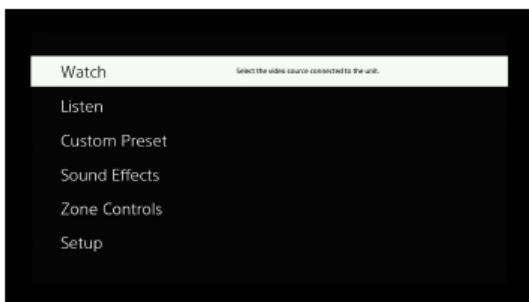 Watch Select the video source connected to the unit.
Listen
Custom Preset
Sound Effects
Zone Controls
Setup